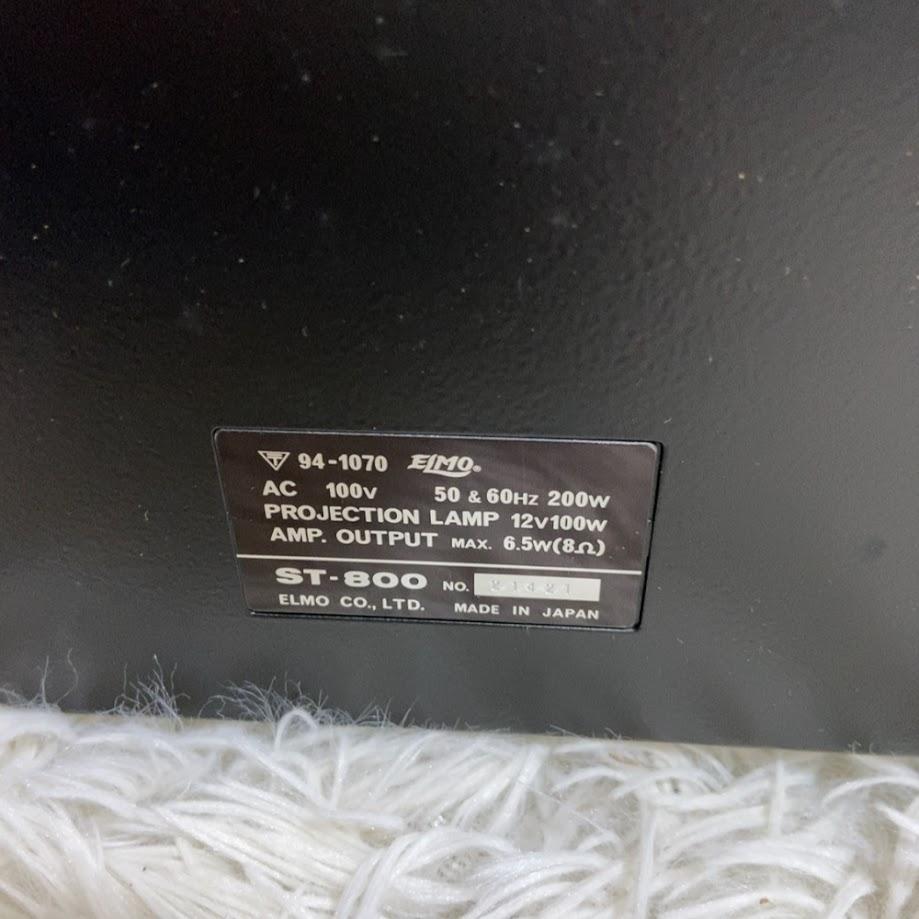 94-1070 ELMO®
AC 100V 50 & 60Hz 200W
PROJECTION LAMP 12V100W
AMP. OUTPUT MAX. 6.5W(8Ω)
ST-800 NO. 21421
ELMO CO., LTD. MADE IN JAPAN